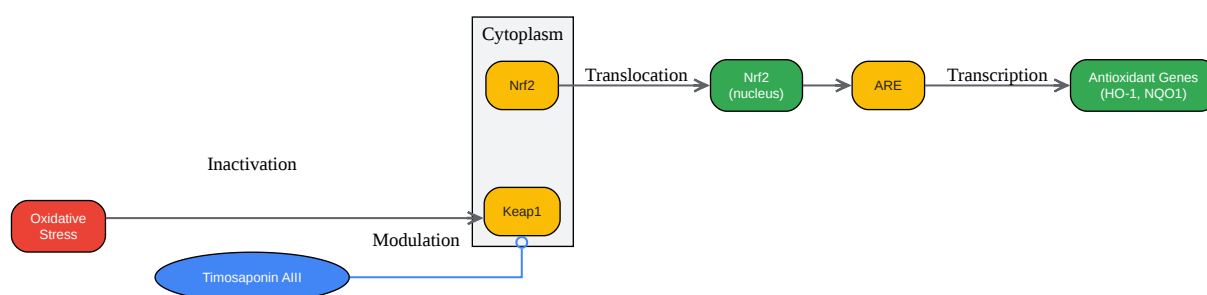 Cytoplasm
Nrf2
Translocation
Nrf2
(nucleus)
ARE
Transcription
Antioxidant Genes
(HO-1, NQO1)
Inactivation
Keap1
Oxidative
Stress
Modulation
Timosaponin AIII